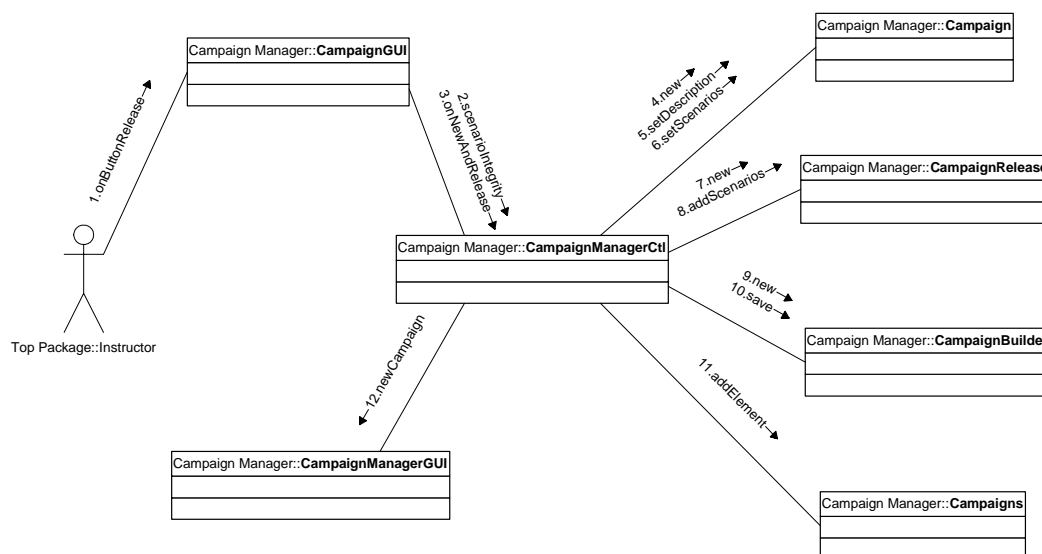 Campaign Manager::Campaign
Campaign Manager::CampaignGUI
1.onButtonRelease
2.scenarioIntegrity
3.onNewAndRelease
4.new
5.setDescription
6.setScenarios
Campaign Manager::CampaignRelease
7.new
8.addScenarios
Campaign Manager::CampaignManagerCtl
9.new
10.save
Top Package::Instructor
Campaign Manager::CampaignBuilde
12.newCampaign
11.addElement
Campaign Manager::CampaignManagerGUI
Campaign Manager::Campaigns